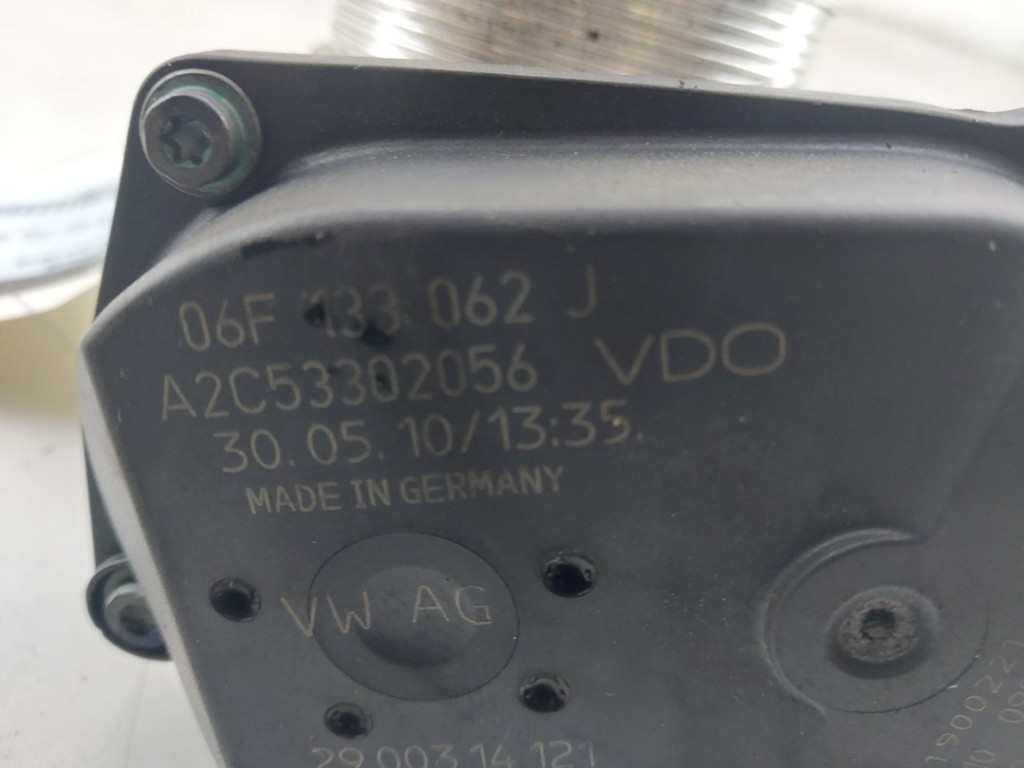 06F 133 062 J
A2C53302056 VDO
30.05.10/13:35.
MADE IN GERMANY
VW AG
29 003 14 121